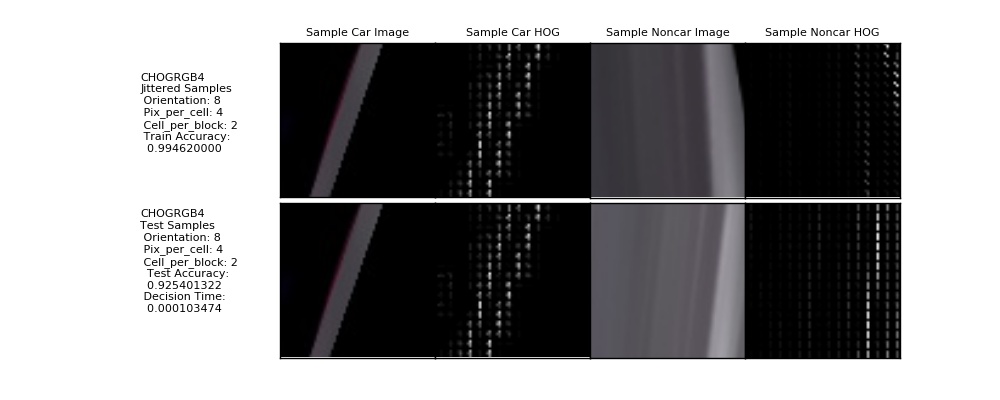 Sample Car Image
Sample Car HOG
Sample Noncar Image
Sample Noncar HOG
CHOGRGB4
Jittered Samples
Orientation: 8
Pix_per_cell: 4
Cell_per_block: 2
Train Accuracy:
0.994620000
CHOGRGB4
Test Samples
Orientation: 8
Pix_per_cell: 4
Cell_per_block: 2
Test Accuracy:
0.925401322
Decision Time:
0.000103474